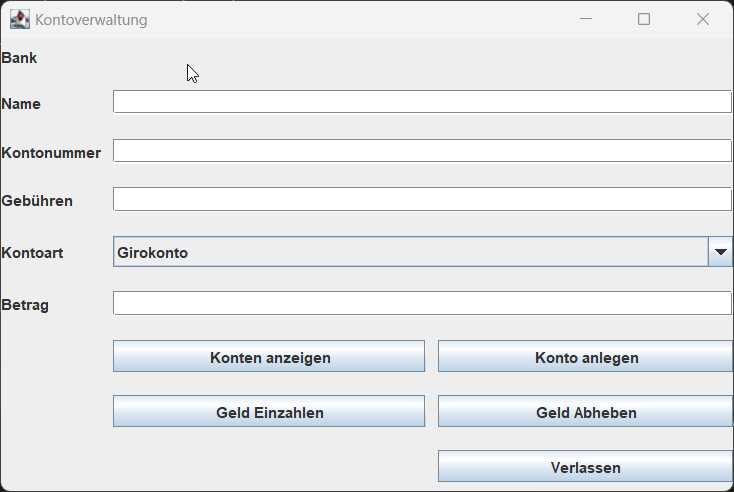 Kontoverwaltung
Bank
Name
Kontonummer
Gebühren
Kontoart Girokonto
Betrag
Konten anzeigen Konto anlegen
Geld Einzahlen Geld Abheben
Verlassen